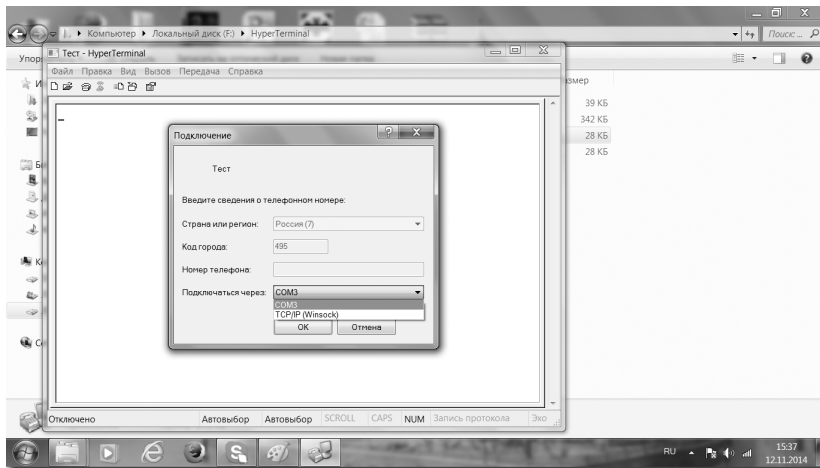 Компьютер ▸ Локальный диск (F:) ▸ HyperTerminal
Поиск: ...
Тест - HyperTerminal
Файл Правка Вид Вызов Передача Справка
39 КБ
342 КБ
28 КБ
28 КБ
Подключение
Тест
Введите сведения о телефонном номере:
Страна или регион: Россия (7)
Код города: 495
Номер телефона:
Подключаться через: COM3
COM3
TCP/IP (Winsock)
ОК Отмена
Отключено Автовыбор Автовыбор SCROLL CAPS NUM Запись протокола Эхо
RU
15:37
12.11.2014